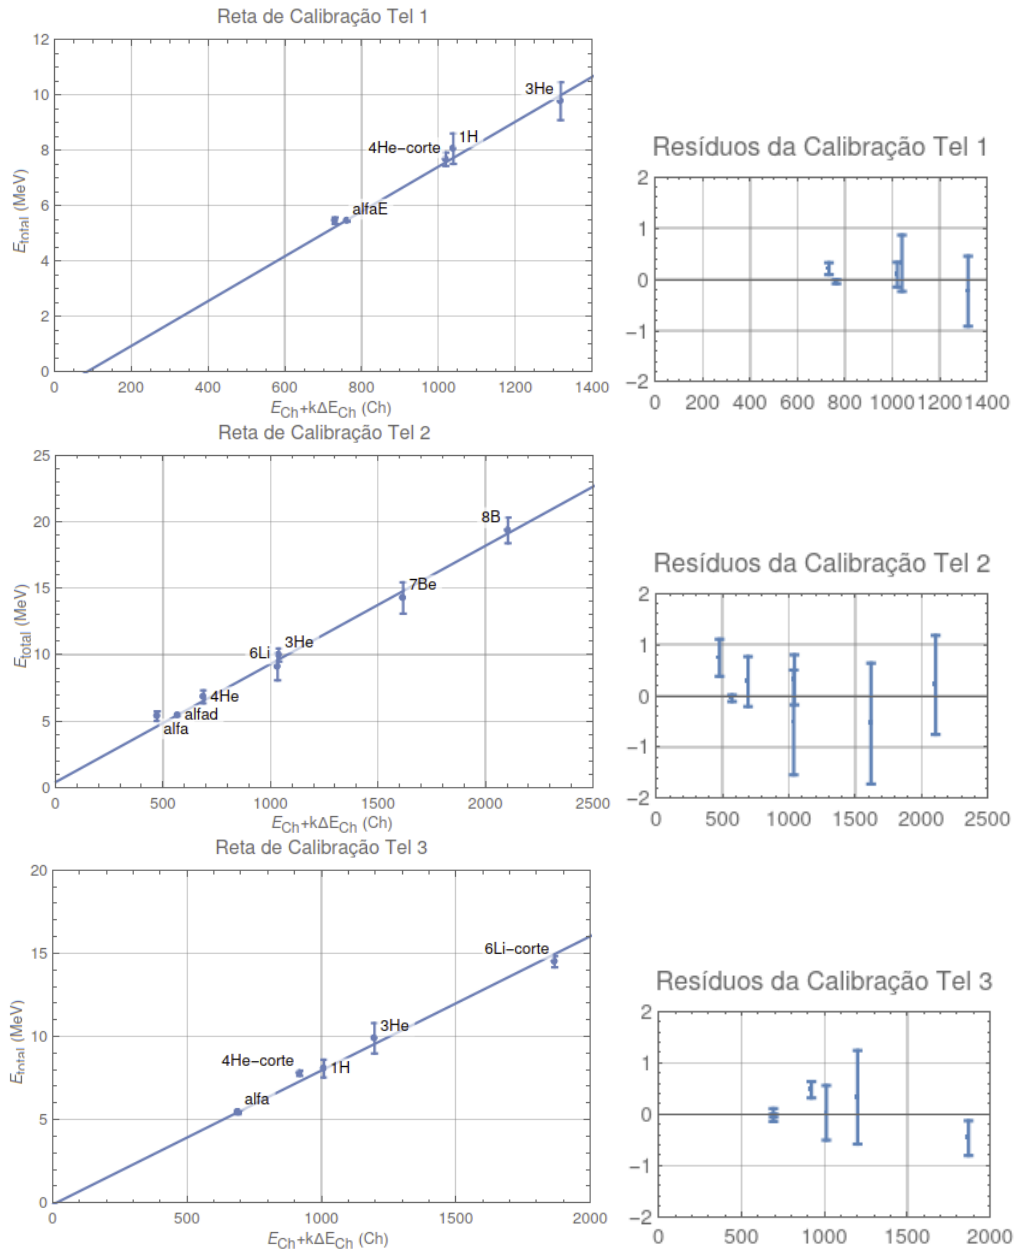 Reta de Calibração Tel 1
12
10
8
6
4
2
0
E_total (MeV)
3He
1H
4He-corte
alfaE
0 200 400 600 800 1000 1200 1400
E_Ch+kΔE_Ch (Ch)
Resíduos da Calibração Tel 1
2
1
0
−1
−2
0 200 400 600 800 1000 1200 1400
Reta de Calibração Tel 2
25
20
15
10
5
0
E_total (MeV)
8B
7Be
3He
6Li
4He
alfad
alfa
0 500 1000 1500 2000 2500
E_Ch+kΔE_Ch (Ch)
Resíduos da Calibração Tel 2
2
1
0
−1
−2
0 500 1000 1500 2000 2500
Reta de Calibração Tel 3
20
15
10
5
0
E_total (MeV)
6Li-corte
3He
4He-corte
1H
alfa
0 500 1000 1500 2000
E_Ch+kΔE_Ch (Ch)
Resíduos da Calibração Tel 3
2
1
0
−1
−2
0 500 1000 1500 2000